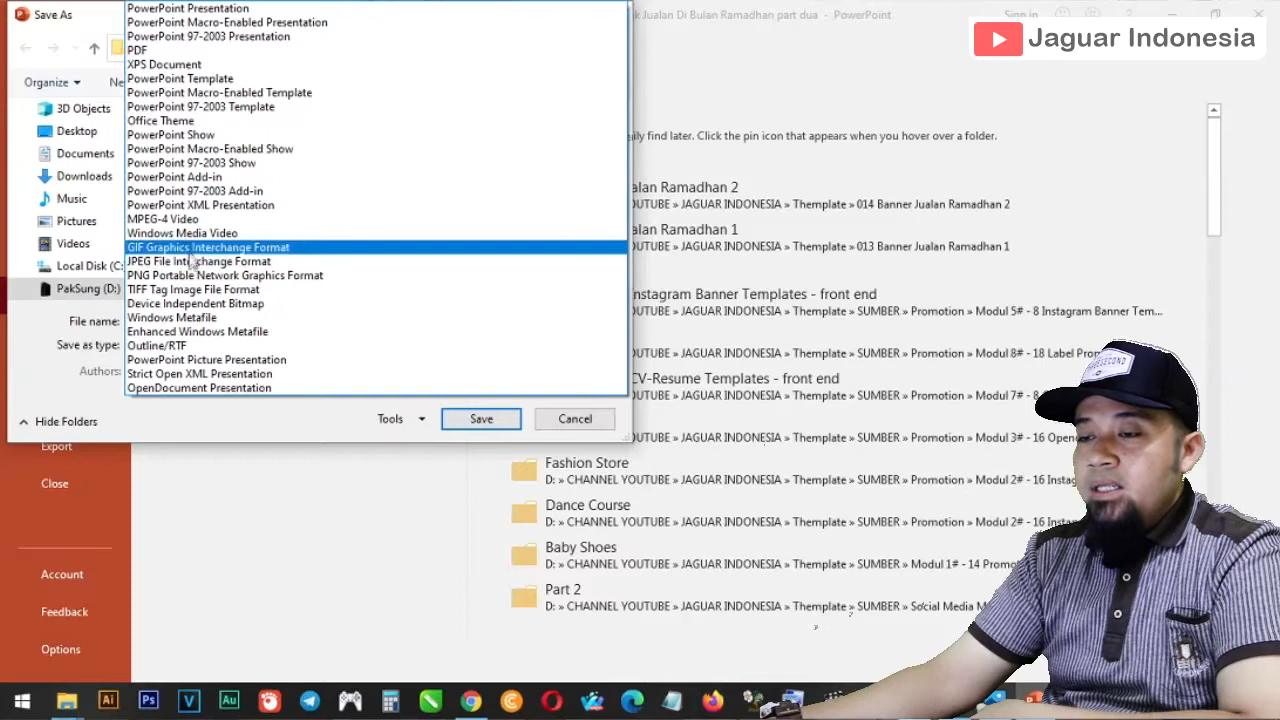 Save As
k Jualan Di Bulan Ramadhan part dua - PowerPoint
Sign in
Jaguar Indonesia
PowerPoint Presentation
PowerPoint Macro-Enabled Presentation
PowerPoint 97-2003 Presentation
PDF
XPS Document
PowerPoint Template
PowerPoint Macro-Enabled Template
PowerPoint 97-2003 Template
Office Theme
PowerPoint Show
PowerPoint Macro-Enabled Show
PowerPoint 97-2003 Show
PowerPoint Add-in
PowerPoint 97-2003 Add-in
PowerPoint XML Presentation
MPEG-4 Video
Windows Media Video
GIF Graphics Interchange Format
JPEG File Interchange Format
PNG Portable Network Graphics Format
TIFF Tag Image File Format
Device Independent Bitmap
Windows Metafile
Enhanced Windows Metafile
Outline/RTF
PowerPoint Picture Presentation
Strict Open XML Presentation
OpenDocument Presentation
Organize
Ne
3D Objects
Desktop
Documents
Downloads
Music
Pictures
Videos
Local Disk (C:
PakSung (D:)
File name:
Save as type:
Authors:
Hide Folders
Tools
Save
Cancel
Export
Close
Account
Feedback
Options
ily find later. Click the pin icon that appears when you hover over a folder.
alan Ramadhan 2
OUTUBE » JAGUAR INDONESIA » Themplate » 014 Banner Jualan Ramadhan 2
alan Ramadhan 1
OUTUBE » JAGUAR INDONESIA » Themplate » 013 Banner Jualan Ramadhan 1
nstagram Banner Templates - front end
OUTUBE » JAGUAR INDONESIA » Themplate » SUMBER » Promotion » Modul 5# - 8 Instagram Banner Tem...
OUTUBE » JAGUAR INDONESIA » Themplate » SUMBER » Promotion » Modul 8# - 18 Label Pro
CV-Resume Templates - front end
OUTUBE » JAGUAR INDONESIA » Themplate » SUMBER » Promotion » Modul 7# - 8
OUTUBE » JAGUAR INDONESIA » Themplate » SUMBER » Promotion » Modul 3# - 16 Open
Fashion Store
D: » CHANNEL YOUTUBE » JAGUAR INDONESIA » Themplate » SUMBER » Promotion » Modul 2# - 16 Instag
Dance Course
D: » CHANNEL YOUTUBE » JAGUAR INDONESIA » Themplate » SUMBER » Promotion » Modul 2# - 16 Inst
Baby Shoes
D: » CHANNEL YOUTUBE » JAGUAR INDONESIA » Themplate » SUMBER » Modul 1# - 14 Promo
Part 2
D: » CHANNEL YOUTUBE » JAGUAR INDONESIA » Themplate » SUMBER » Social Media M
Ai
Ps
V
Au